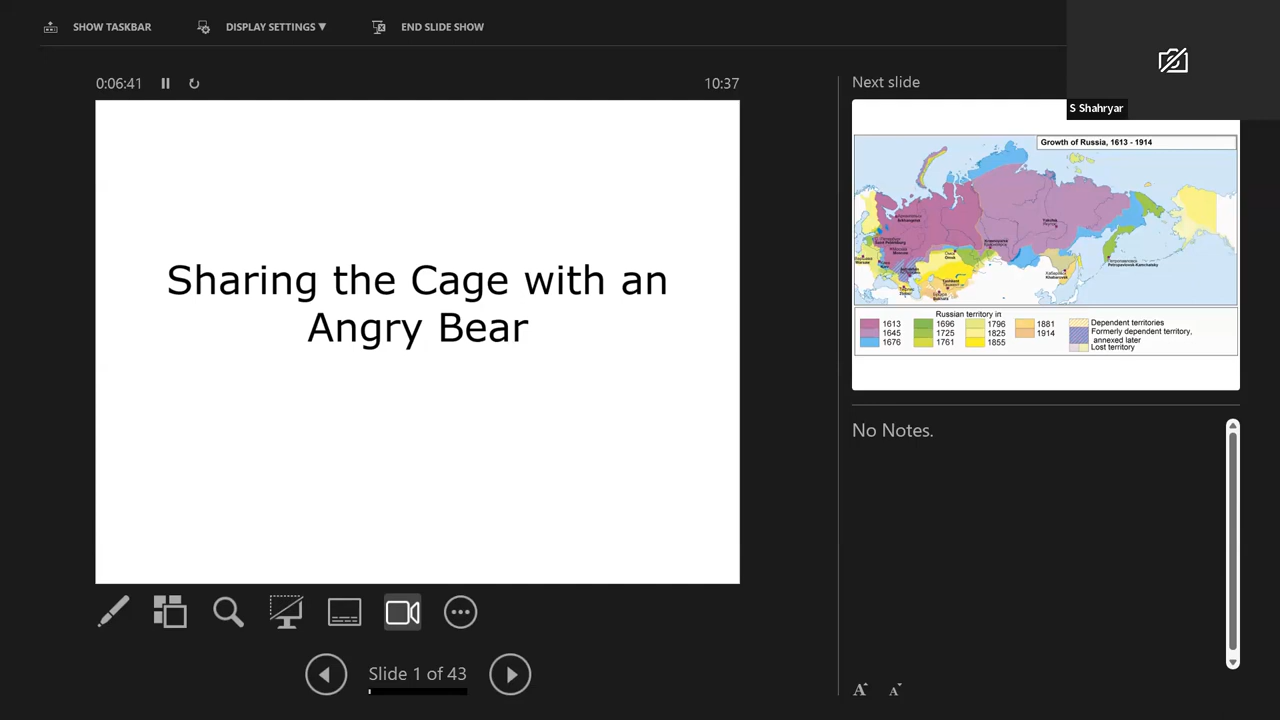 SHOW TASKBAR
DISPLAY SETTINGS ▼
END SLIDE SHOW
S Shahryar
0:06:41
10:37
Sharing the Cage with an
Angry Bear
Slide 1 of 43
Next slide
Growth of Russia, 1613 - 1914
Russian territory in
1613
1645
1676
1696
1725
1761
1796
1825
1855
1881
1914
Dependent territories
Formerly dependent territory,
annexed later
Lost territory
No Notes.
A A